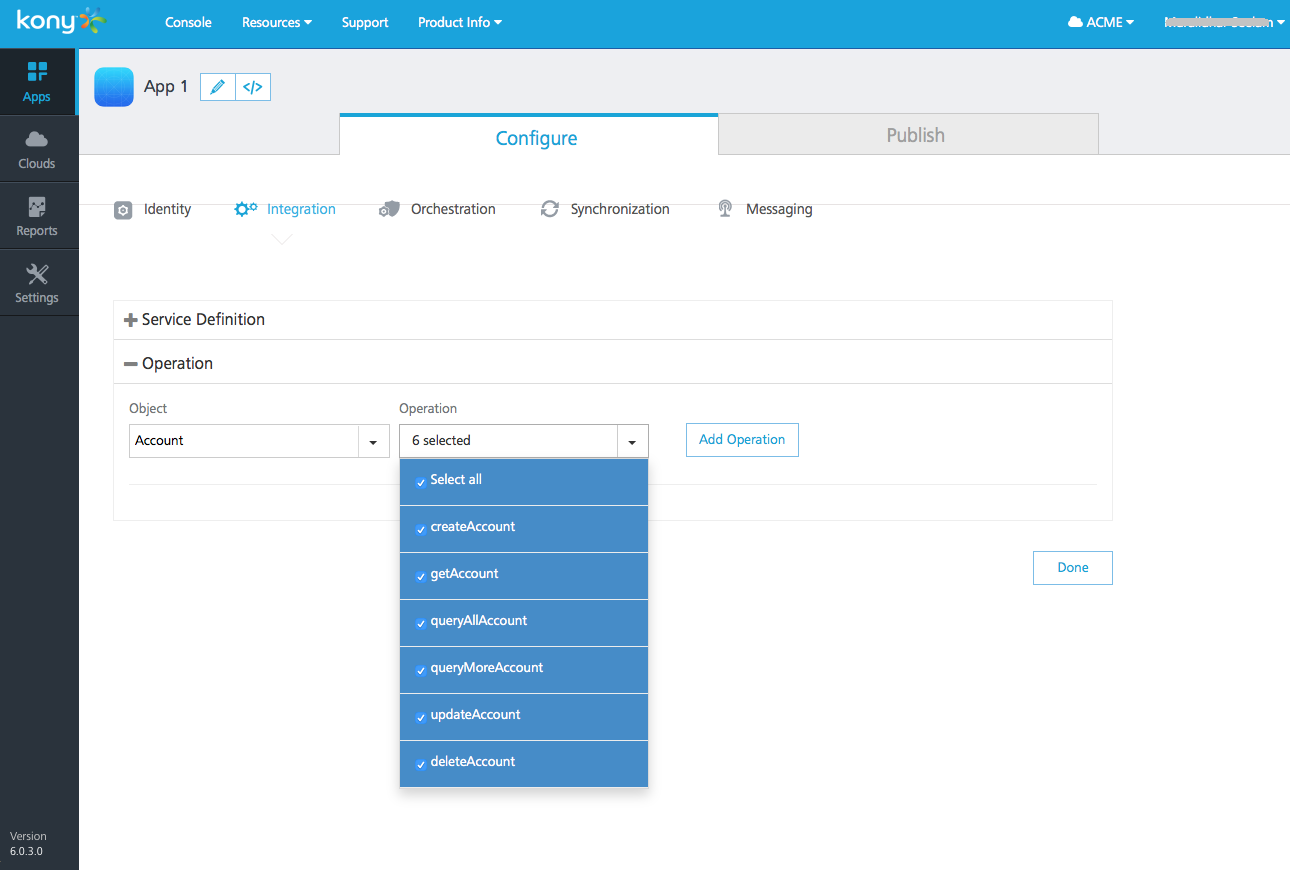 kony
Console
Resources
Support
Product Info
ACME
Apps
Clouds
Reports
Settings
App 1
</>
Configure
Publish
Identity
Integration
Orchestration
Synchronization
Messaging
Service Definition
Operation
Object
Operation
Account
6 selected
Add Operation
Select all
createAccount
getAccount
queryAllAccount
queryMoreAccount
updateAccount
deleteAccount
Done
Version
6.0.3.0